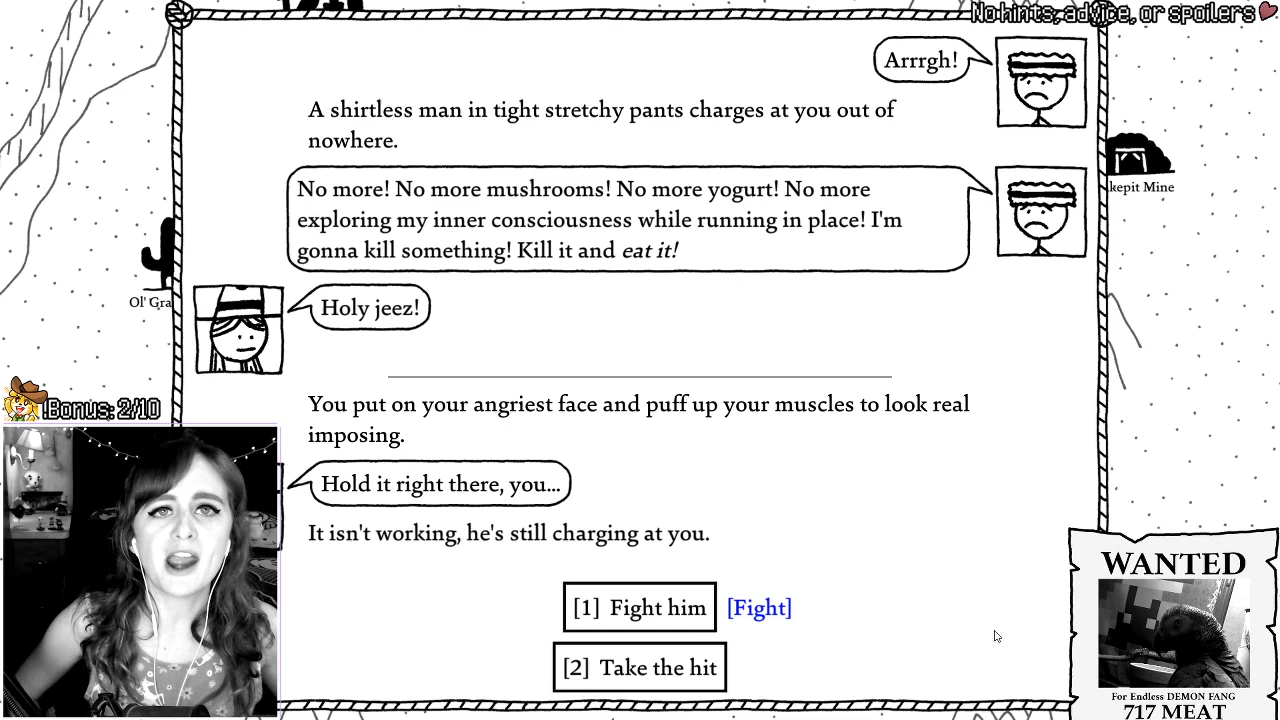 No hints, advice, or spoilers
Arrrgh!
A shirtless man in tight stretchy pants charges at you out of
nowhere.
No more! No more mushrooms! No more yogurt! No more
exploring my inner consciousness while running in place! I'm
gonna kill something! Kill it and eat it!
kepit Mine
Ol' Gra
Holy jeez!
You put on your angriest face and puff up your muscles to look real
imposing.
!Bonus: 2/10
Hold it right there, you...
It isn't working, he's still charging at you.
[1] Fight him [Fight]
[2] Take the hit
WANTED
For Endless DEMON FANG
717 MEAT